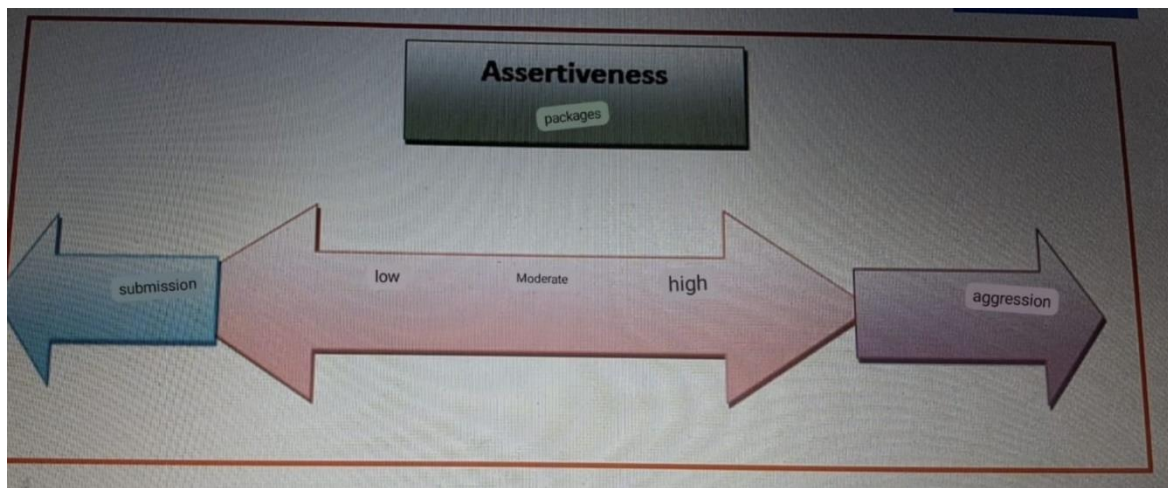 Assertiveness
packages
submission
low
Moderate
high
aggression